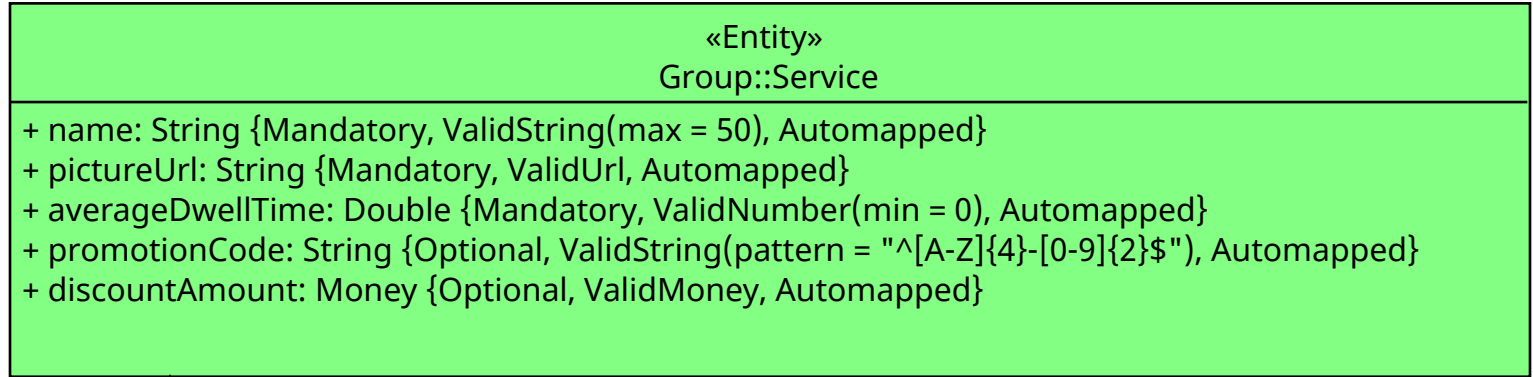 «Entity»
Group::Service
+ name: String {Mandatory, ValidString(max = 50), Automapped}
+ pictureUrl: String {Mandatory, ValidUrl, Automapped}
+ averageDwellTime: Double {Mandatory, ValidNumber(min = 0), Automapped}
+ promotionCode: String {Optional, ValidString(pattern = "^[A-Z]{4}-[0-9]{2}$"), Automapped}
+ discountAmount: Money {Optional, ValidMoney, Automapped}